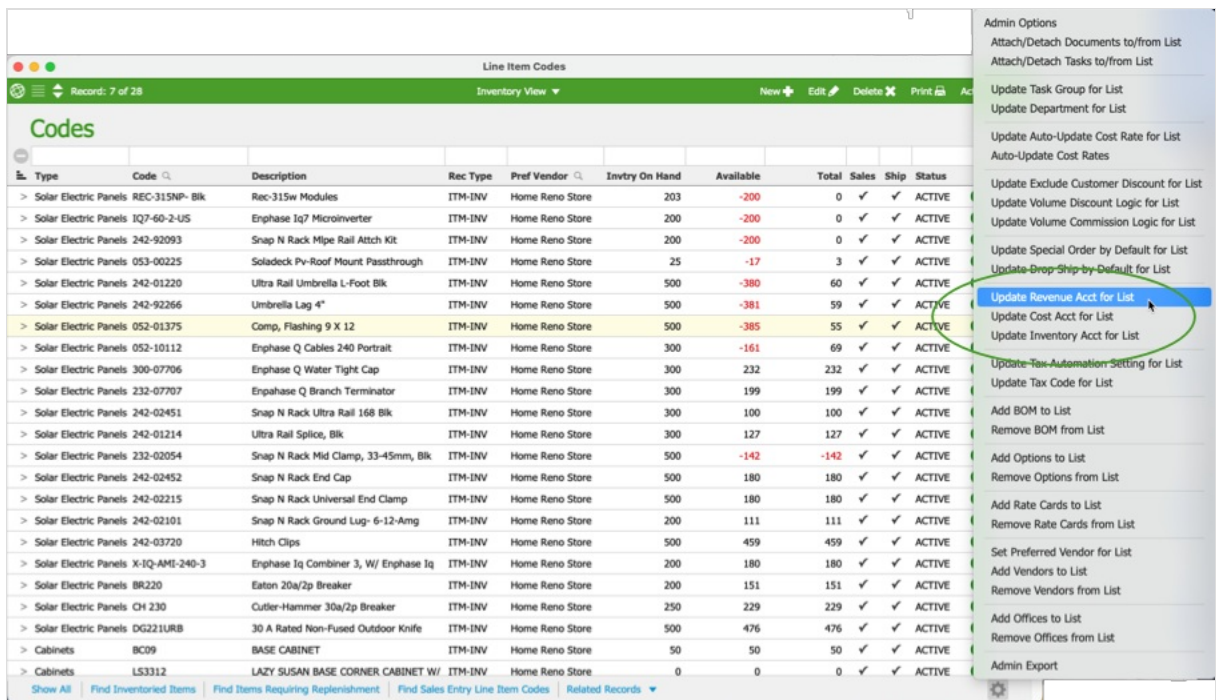 Line Item Codes
Record: 7 of 28 Inventory View ▼ New Edit Delete Print Ac
Codes
Type Code Description Rec Type Pref Vendor Invtry On Hand Available Total Sales Ship Status
> Solar Electric Panels REC-315NP- Blk Rec-315w Modules ITM-INV Home Reno Store 203 -200 0 ✓ ✓ ACTIVE
> Solar Electric Panels IQ7-60-2-US Enphase Iq7 Microinverter ITM-INV Home Reno Store 200 -200 0 ✓ ✓ ACTIVE
> Solar Electric Panels 242-92093 Snap N Rack Mlpe Rail Attch Kit ITM-INV Home Reno Store 200 -200 0 ✓ ✓ ACTIVE
> Solar Electric Panels 053-00225 Soladeck Pv-Roof Mount Passthrough ITM-INV Home Reno Store 25 -17 3 ✓ ✓ ACTIVE
> Solar Electric Panels 242-01220 Ultra Rail Umbrella L-Foot Blk ITM-INV Home Reno Store 500 -380 60 ✓ ✓ ACTIVE
> Solar Electric Panels 242-92266 Umbrella Lag 4" ITM-INV Home Reno Store 500 -381 59 ✓ ✓ ACTIVE
> Solar Electric Panels 052-01375 Comp, Flashing 9 X 12 ITM-INV Home Reno Store 500 -385 55 ✓ ✓ ACTIVE
> Solar Electric Panels 052-10112 Enphase Q Cables 240 Portrait ITM-INV Home Reno Store 300 -161 69 ✓ ✓ ACTIVE
> Solar Electric Panels 300-07706 Enphase Q Water Tight Cap ITM-INV Home Reno Store 300 232 232 ✓ ✓ ACTIVE
> Solar Electric Panels 232-07707 Enpahase Q Branch Terminator ITM-INV Home Reno Store 300 199 199 ✓ ✓ ACTIVE
> Solar Electric Panels 242-02451 Snap N Rack Ultra Rail 168 Blk ITM-INV Home Reno Store 300 100 100 ✓ ✓ ACTIVE
> Solar Electric Panels 242-01214 Ultra Rail Splice, Blk ITM-INV Home Reno Store 300 127 127 ✓ ✓ ACTIVE
> Solar Electric Panels 232-02054 Snap N Rack Mid Clamp, 33-45mm, Blk ITM-INV Home Reno Store 500 -142 -142 ✓ ✓ ACTIVE
> Solar Electric Panels 242-02452 Snap N Rack End Cap ITM-INV Home Reno Store 500 180 180 ✓ ✓ ACTIVE
> Solar Electric Panels 242-02215 Snap N Rack Universal End Clamp ITM-INV Home Reno Store 500 180 180 ✓ ✓ ACTIVE
> Solar Electric Panels 242-02101 Snap N Rack Ground Lug- 6-12-Amg ITM-INV Home Reno Store 200 111 111 ✓ ✓ ACTIVE
> Solar Electric Panels 242-03720 Hitch Clips ITM-INV Home Reno Store 500 459 459 ✓ ✓ ACTIVE
> Solar Electric Panels X-IQ-AMI-240-3 Enphase Iq Combiner 3, W/ Enphase Iq ITM-INV Home Reno Store 200 180 180 ✓ ✓ ACTIVE
> Solar Electric Panels BR220 Eaton 20a/2p Breaker ITM-INV Home Reno Store 200 151 151 ✓ ✓ ACTIVE
> Solar Electric Panels CH 230 Cutler-Hammer 30a/2p Breaker ITM-INV Home Reno Store 250 229 229 ✓ ✓ ACTIVE
> Solar Electric Panels DG221URB 30 A Rated Non-Fused Outdoor Knife ITM-INV Home Reno Store 500 476 476 ✓ ✓ ACTIVE
> Cabinets BC09 BASE CABINET ITM-INV Home Reno Store 50 50 50 ✓ ✓ ACTIVE
> Cabinets LS3312 LAZY SUSAN BASE CORNER CABINET W/ ITM-INV Home Reno Store 0 0 0 ✓ ✓ ACTIVE
Show All Find Inventoried Items Find Items Requiring Replenishment Find Sales Entry Line Item Codes Related Records ▼
Admin Options
Attach/Detach Documents to/from List
Attach/Detach Tasks to/from List
Update Task Group for List
Update Department for List
Update Auto-Update Cost Rate for List
Auto-Update Cost Rates
Update Exclude Customer Discount for List
Update Volume Discount Logic for List
Update Volume Commission Logic for List
Update Special Order by Default for List
Update Drop Ship by Default for List
Update Revenue Acct for List
Update Cost Acct for List
Update Inventory Acct for List
Update Tax Automation Setting for List
Update Tax Code for List
Add BOM to List
Remove BOM from List
Add Options to List
Remove Options from List
Add Rate Cards to List
Remove Rate Cards from List
Set Preferred Vendor for List
Add Vendors to List
Remove Vendors from List
Add Offices to List
Remove Offices from List
Admin Export